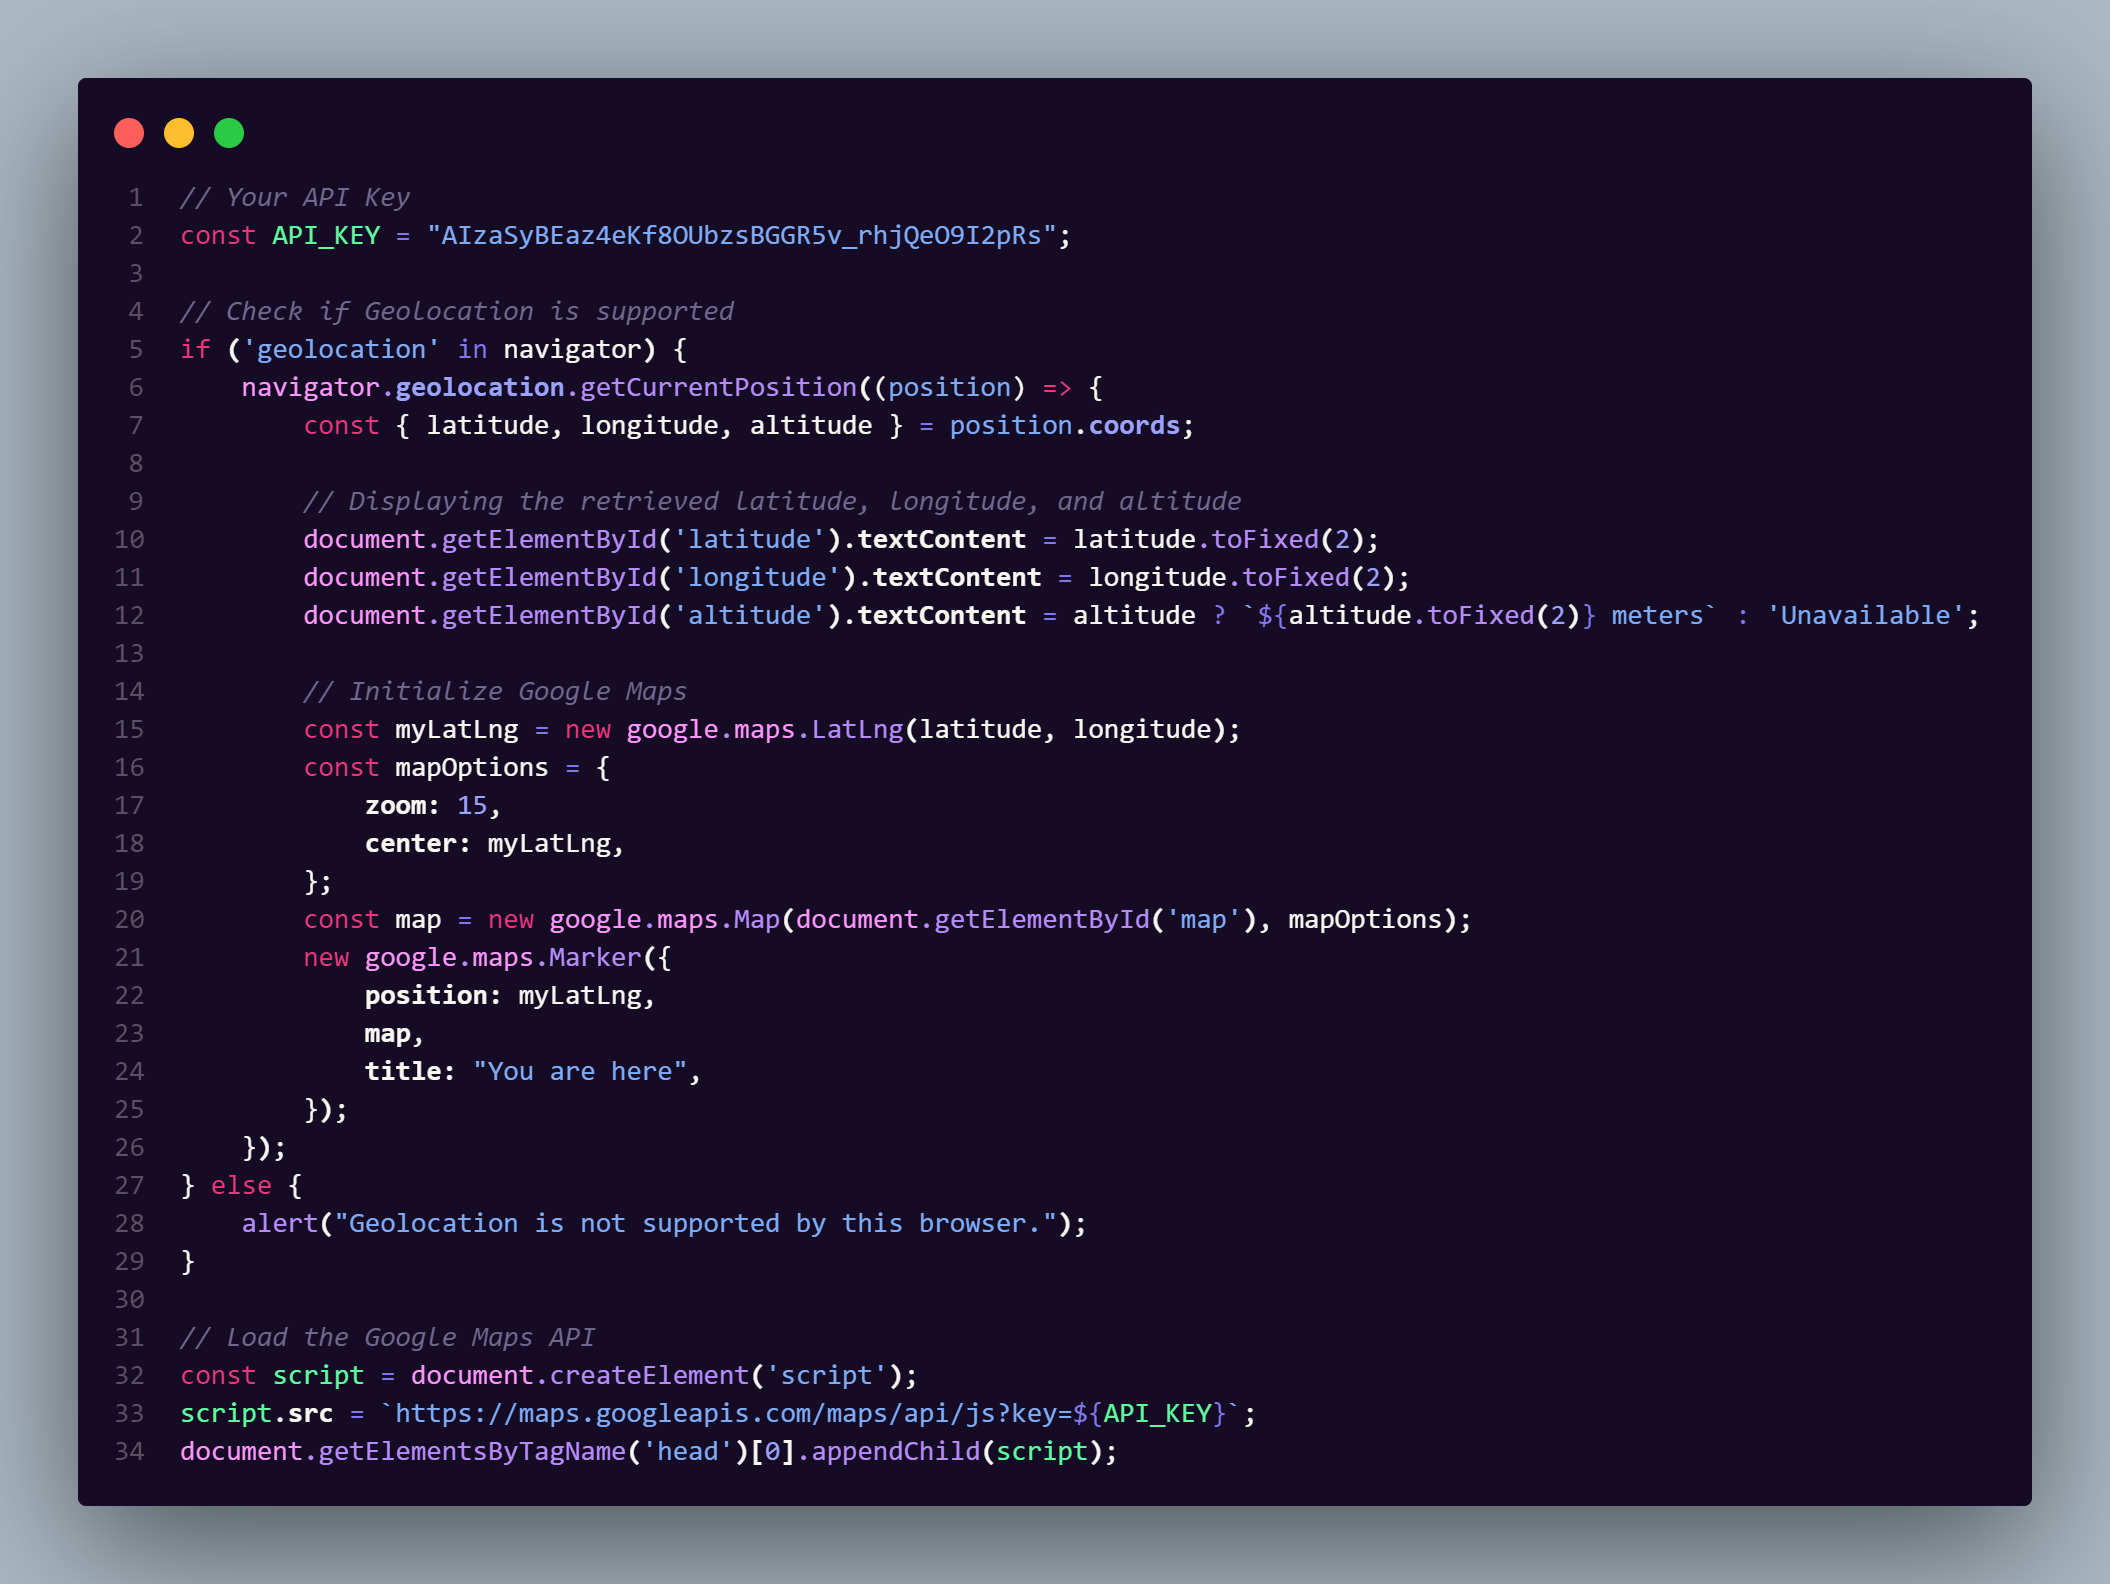 1 // Your API Key
2 const API_KEY = "AIzaSyBEaz4eKf8OUbzsBGGR5v_rhjQeO9I2pRs";
3
4 // Check if Geolocation is supported
5 if ('geolocation' in navigator) {
6     navigator.geolocation.getCurrentPosition((position) => {
7         const { latitude, longitude, altitude } = position.coords;
8
9         // Displaying the retrieved latitude, longitude, and altitude
10         document.getElementById('latitude').textContent = latitude.toFixed(2);
11         document.getElementById('longitude').textContent = longitude.toFixed(2);
12         document.getElementById('altitude').textContent = altitude ? `${altitude.toFixed(2)} meters` : 'Unavailable';
13
14         // Initialize Google Maps
15         const myLatLng = new google.maps.LatLng(latitude, longitude);
16         const mapOptions = {
17             zoom: 15,
18             center: myLatLng,
19         };
20         const map = new google.maps.Map(document.getElementById('map'), mapOptions);
21         new google.maps.Marker({
22             position: myLatLng,
23             map,
24             title: "You are here",
25         });
26     });
27 } else {
28     alert("Geolocation is not supported by this browser.");
29 }
30
31 // Load the Google Maps API
32 const script = document.createElement('script');
33 script.src = `https://maps.googleapis.com/maps/api/js?key=${API_KEY}`;
34 document.getElementsByTagName('head')[0].appendChild(script);